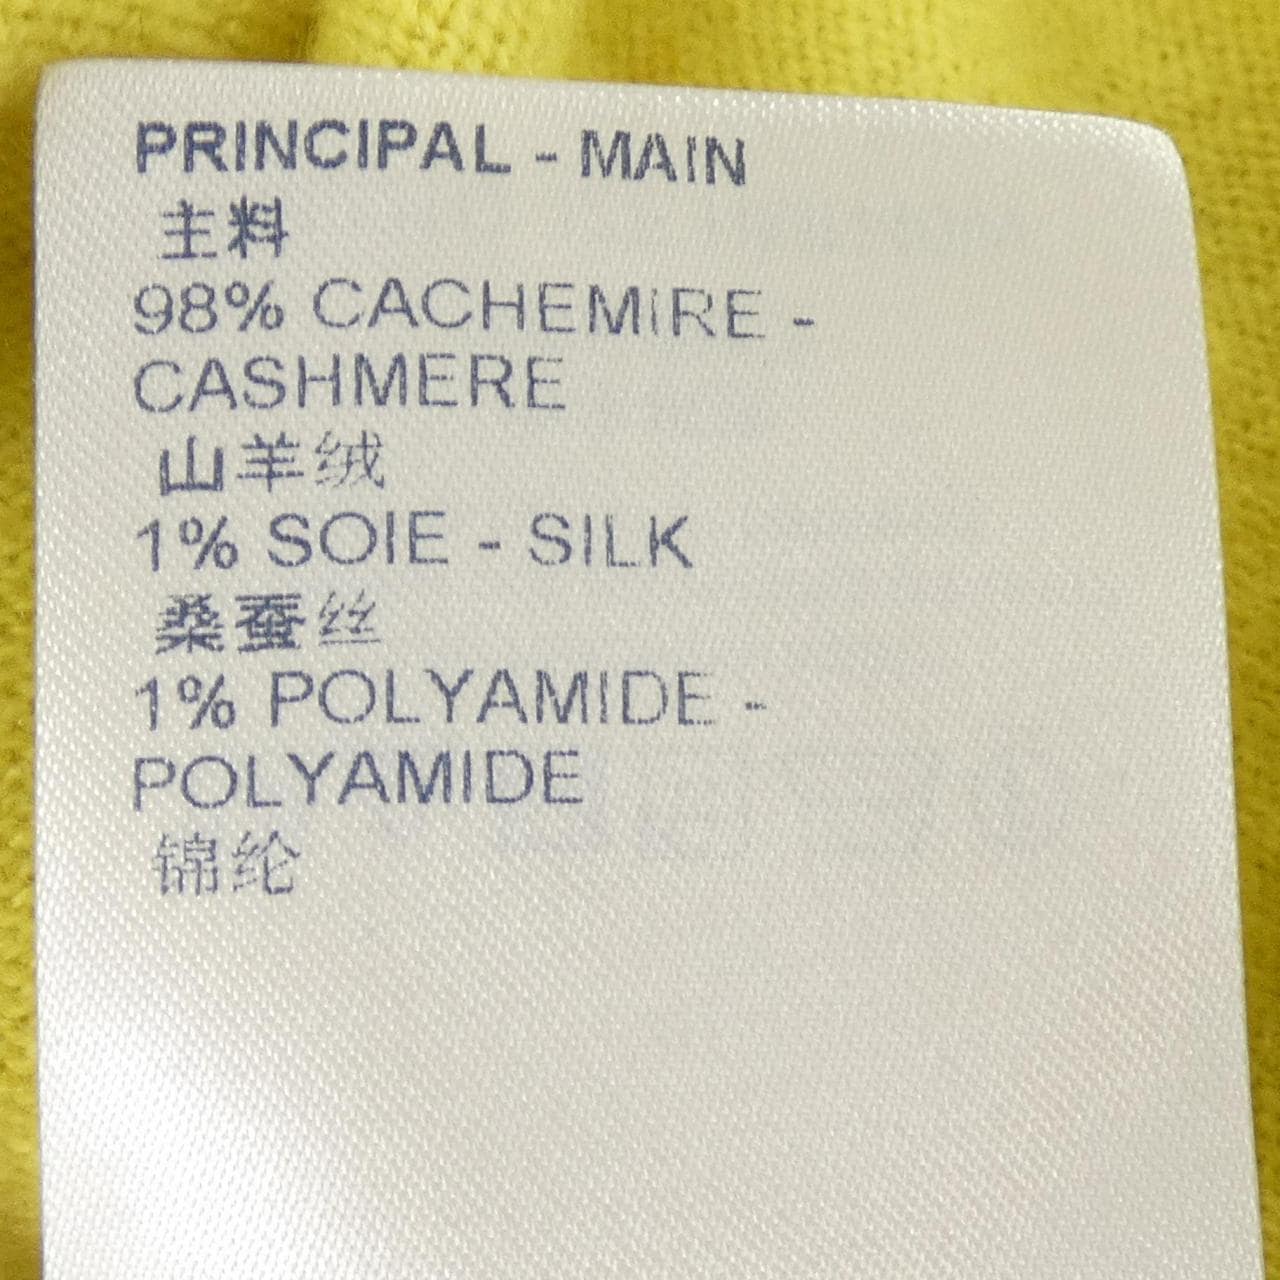 PRINCIPAL - MAIN
主料
98% CACHEMIRE -
CASHMERE
山羊绒
1% SOIE - SILK
桑蚕丝
1% POLYAMIDE -
POLYAMIDE
锦纶